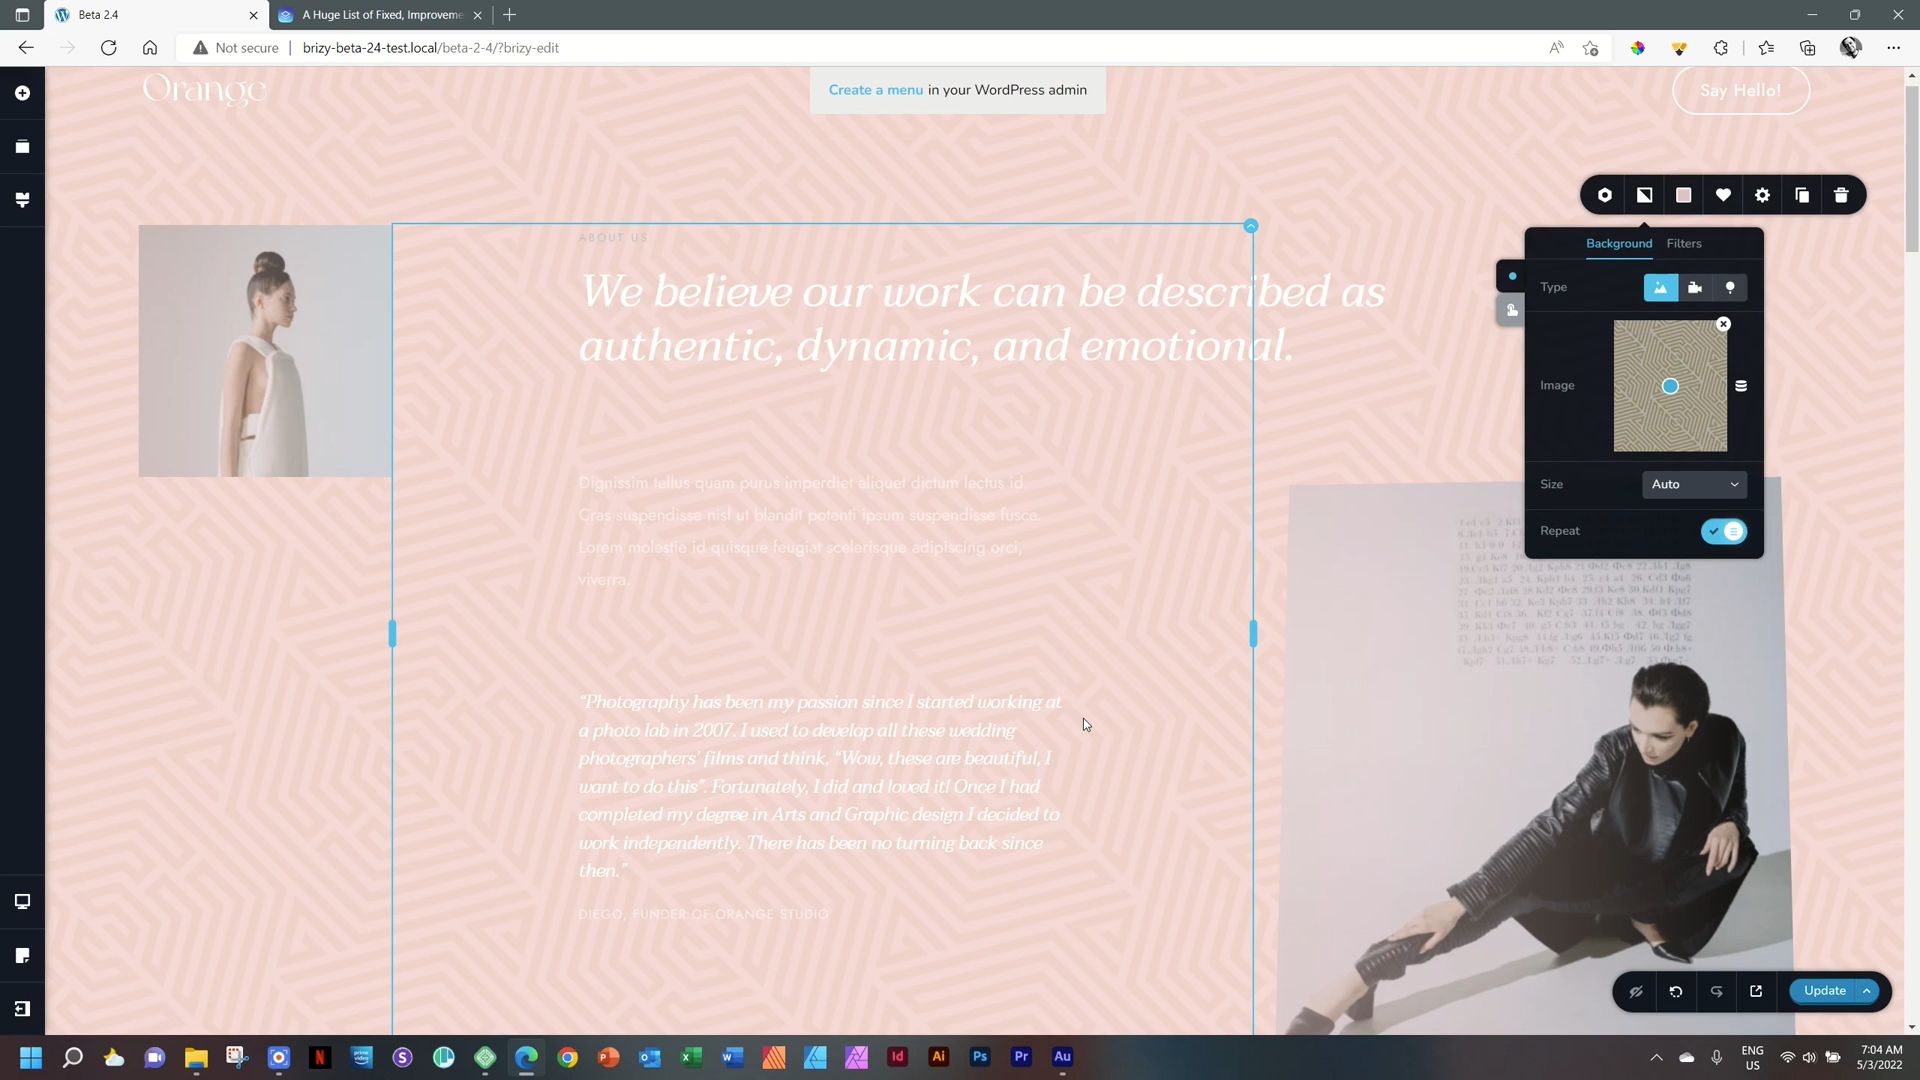 Beta 2.4
A Huge List of Fixed, Improveme
Not secure
brizy-beta-24-test.local/beta-2-4/?brizy-edit
Orange
Create a menu in your WordPress admin
Say Hello!
ABOUT US
We believe our work can be described as
authentic, dynamic, and emotional.
Dignissim tellus quam purus imperdiet aliquet dictum lectus id.
Cras suspendisse nisl ut blandit potenti ipsum suspendisse fusce.
Lorem molestie id quisque feugiat scelerisque adipiscing orci,
viverra.
“Photography has been my passion since I started working at
a photo lab in 2007. I used to develop all these wedding
photographers’ films and think, “Wow, these are beautiful, I
want to do this”. Fortunately, I did and loved it! Once I had
completed my degree in Arts and Graphic design I decided to
work independently. There has been no turning back since
then.”
DIEGO, FUNDER OF ORANGE STUDIO
Background
Filters
Type
Image
Size
Auto
Repeat
Update
ENG
US
7:04 AM
5/3/2022
Id
Ai
Ps
Pr
Au